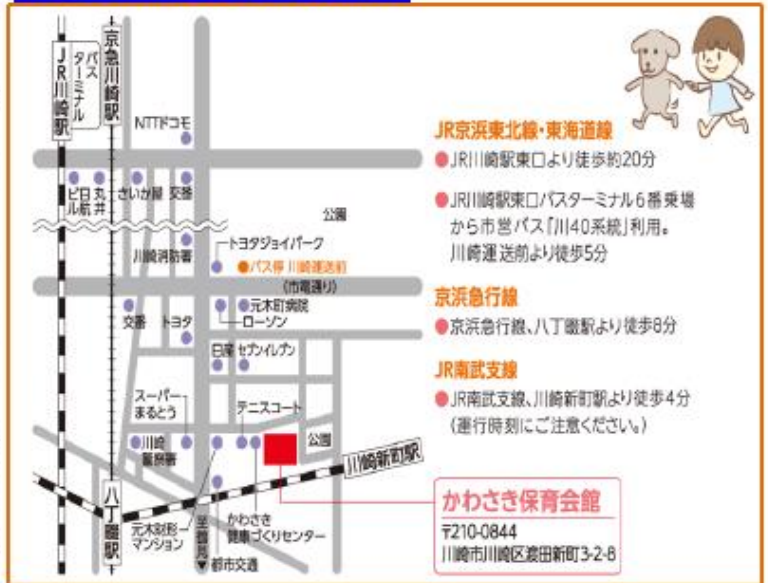 JR川崎駅
バスターミナル
京急川崎駅
NTTドコモ
日航ビル
丸井
さいか屋
交番
公園
川崎消防署
トヨタジョイパーク
バス停 川崎運送前
(市電通り)
交番
トヨタ
元木町病院
ローソン
日産
セブンイレブン
スーパー
まるとう
テニスコート
川崎
警察署
公園
川崎新町駅
八丁畷駅
元木財形
マンション
至鶴見
かわさき
健康づくりセンター
都市交通
JR京浜東北線・東海道線
●JR川崎駅東口より徒歩約20分
●JR川崎駅東口バスターミナル6番乗場
から市営バス「川40系統」利用。
川崎運送前より徒歩5分
京浜急行線
●京浜急行線、八丁畷駅より徒歩8分
JR南武支線
●JR南武支線、川崎新町駅より徒歩4分
(運行時刻にご注意ください。)
かわさき保育会館
〒210-0844
川崎市川崎区渡田新町3-2-8